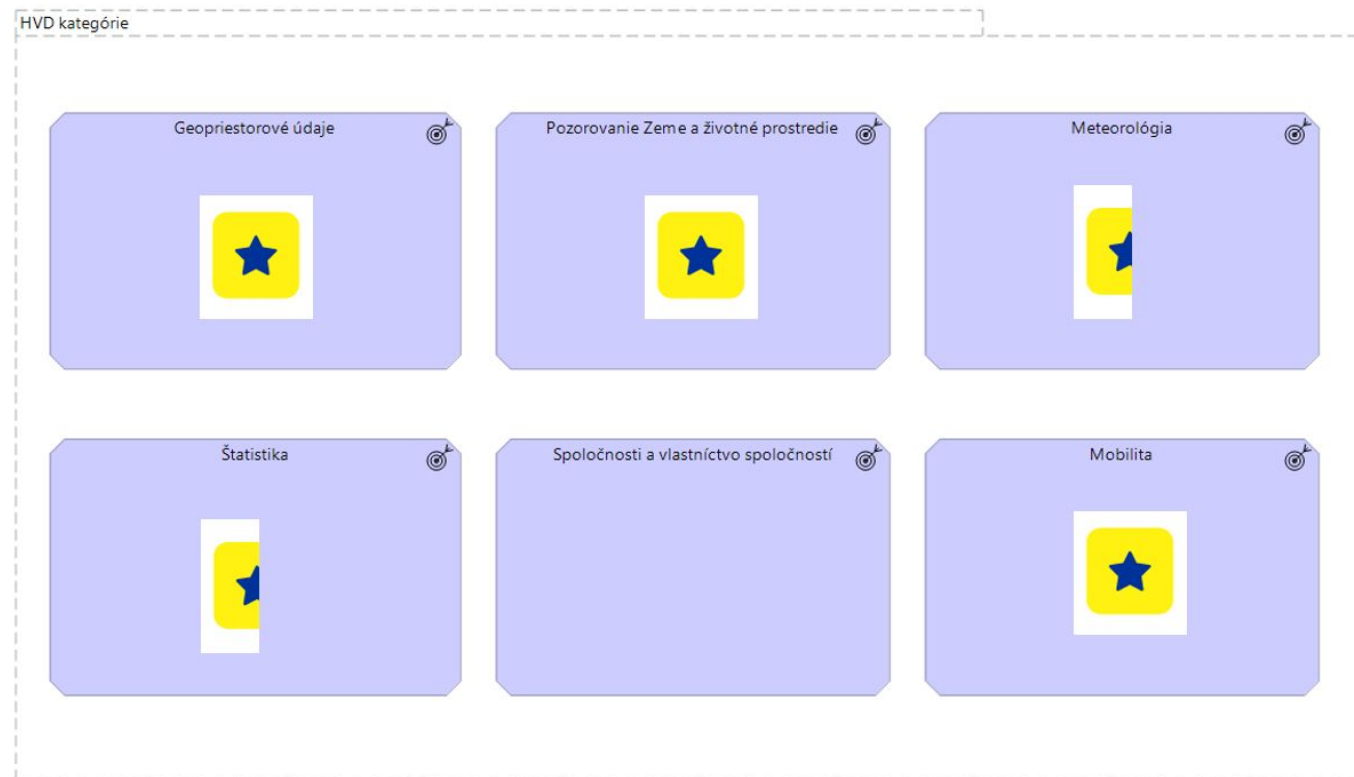 HVD kategórie
Geopriestorové údaje
Pozorovanie Zeme a životné prostredie
Meteorológia
Štatistika
Spoločnosti a vlastníctvo spoločností
Mobilita